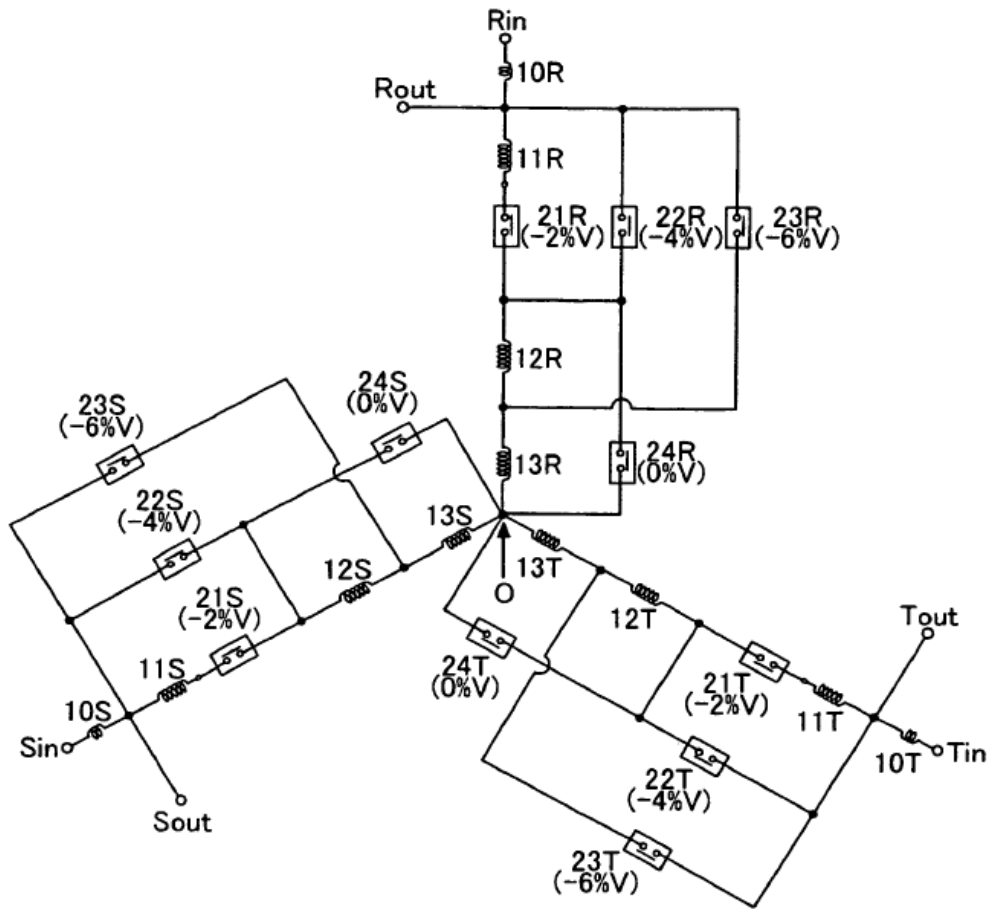 Rin
10R
Rout
11R
21R
(-2%V)
22R
(-4%V)
23R
(-6%V)
12R
24S
(0%V)
23S
(-6%V)
13R
24R
(0%V)
22S
(-4%V)
13S
13T
12S
O
12T
21S
(-2%V)
Tout
11S
24T
(0%V)
21T
(-2%V)
10S
11T
Sin
10T
Tin
22T
(-4%V)
Sout
23T
(-6%V)